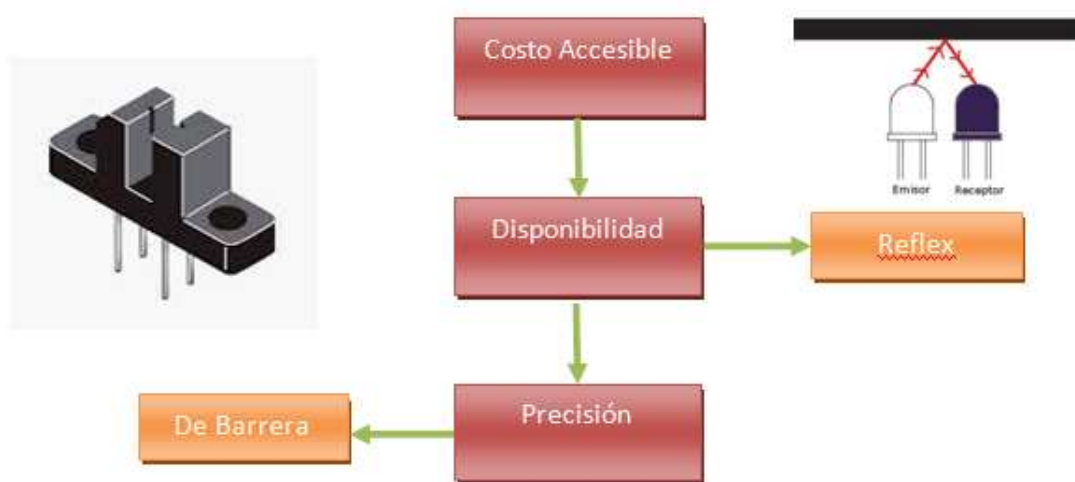 Costo Accesible
Emisor Receptor
Disponibilidad
Reflex
Precisión
De Barrera